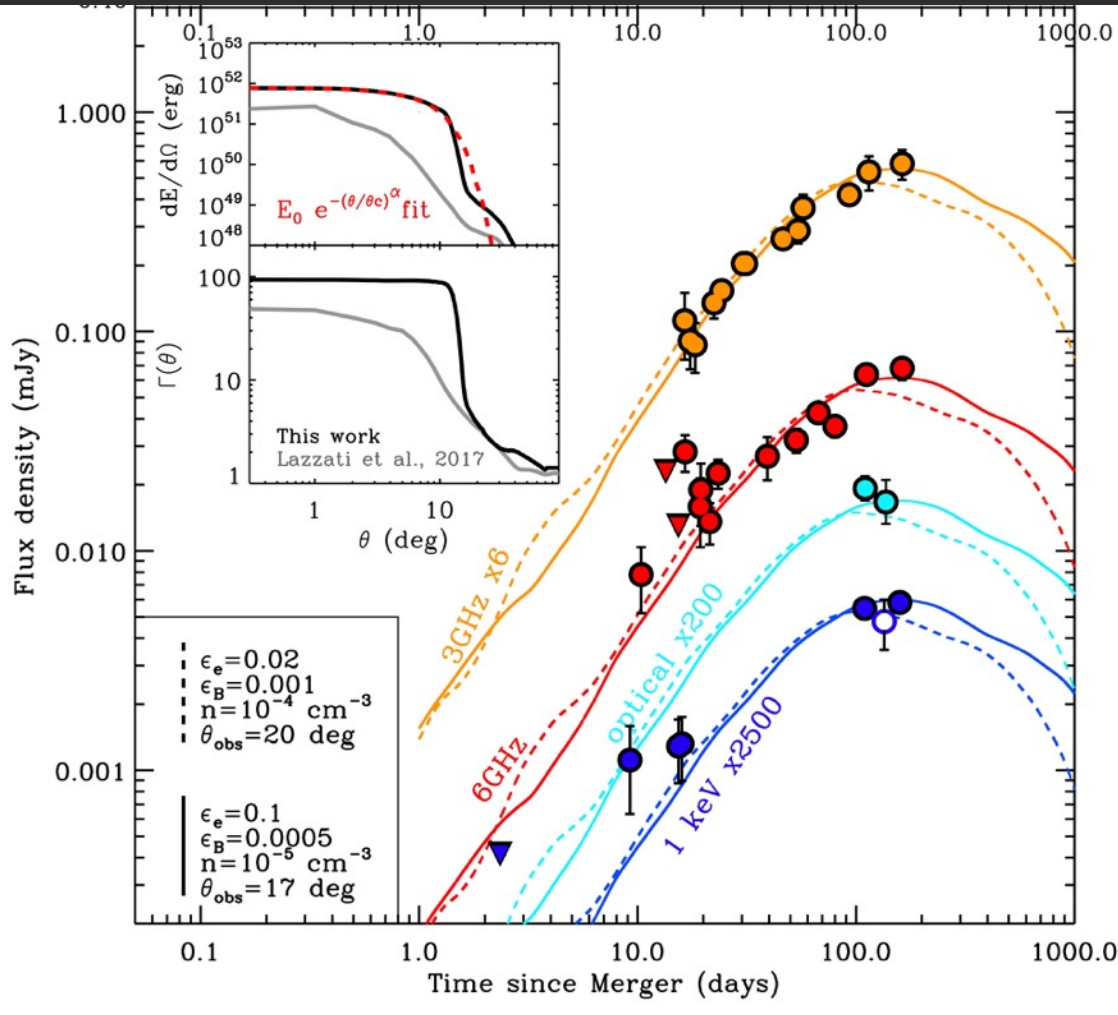 0.1 1.0 10.0 100.0 1000.0
10^53
10^52
10^51
10^50
10^49
10^48
dE/dΩ (erg)
E₀ e^-(θ/θc)^α fit
100
10
1
Γ(θ)
This work
Lazzati et al., 2017
1 10
θ (deg)
1.000
0.100
0.010
0.001
Flux density (mJy)
3GHz x6
6GHz
optical x200
1 keV x2500
ϵₑ=0.02
ϵ_B=0.001
n=10^-4 cm^-3
θ_obs=20 deg
ϵₑ=0.1
ϵ_B=0.0005
n=10^-5 cm^-3
θ_obs=17 deg
0.1 1.0 10.0 100.0 1000.0
Time since Merger (days)